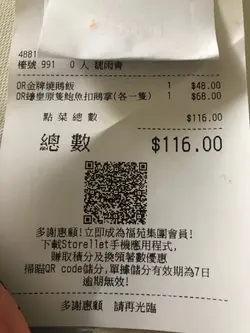 4881
檯號 991 0 人 號雨青
QR金牌燒鵝飯 1 $48.00
QR鍾皇原隻鮑魚扣鵝掌(各一隻) 1 $68.00
點菜總數 $116.00
總數 $116.00
多謝惠顧!立即成為福苑集團會員!
下載Storellet手機應用程式,
賺取積分及換領著數優惠
掃瞄QR code儲分,單據儲分有效期為7日
逾期無效!
多謝惠顧 請再光臨